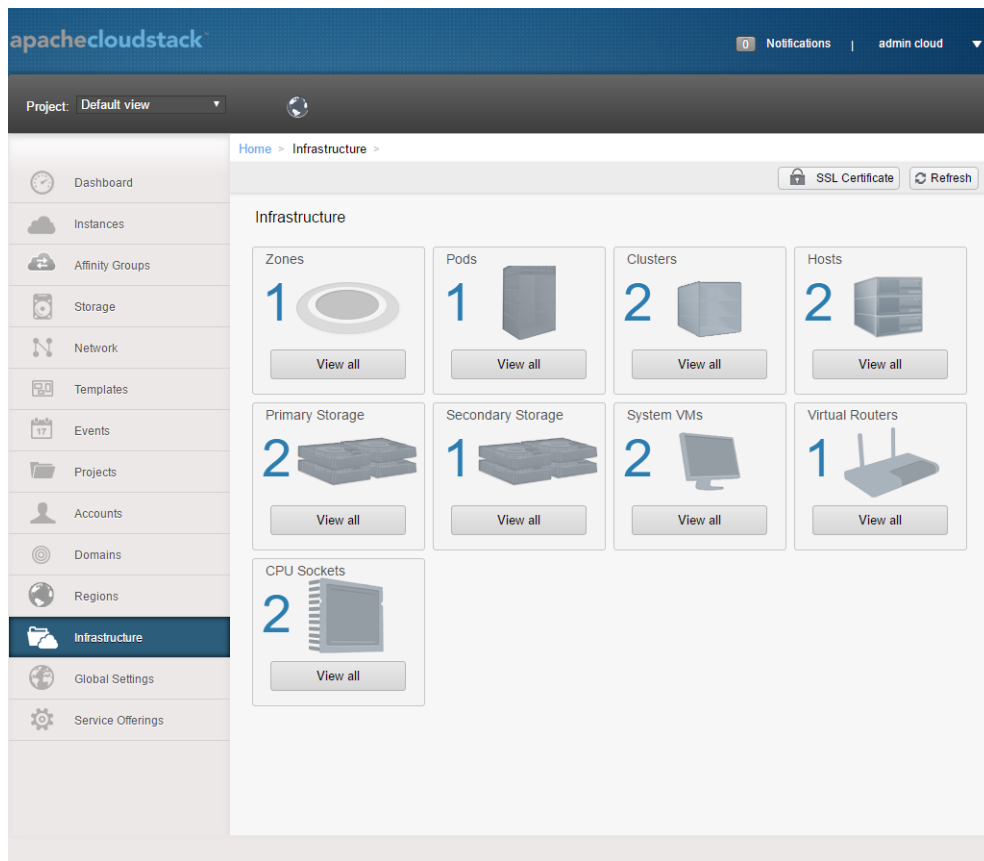 apachecloudstack
0 Notifications | admin cloud
Project: Default view
Home > Infrastructure >
SSL Certificate Refresh
Dashboard
Instances
Affinity Groups
Storage
Network
Templates
17 Events
Projects
Accounts
Domains
Regions
Infrastructure
Global Settings
Service Offerings
Infrastructure
Zones
1
View all
Pods
1
View all
Clusters
2
View all
Hosts
2
View all
Primary Storage
2
View all
Secondary Storage
1
View all
System VMs
2
View all
Virtual Routers
1
View all
CPU Sockets
2
View all